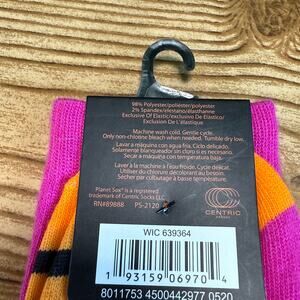 98% Polyester/poliéster/polyester
2% Spandex/elestano/élasthanne
Exclusive Of Elastic/exclusivo De Elastico/
Exclusion De L'élastique
Machine wash cold. Gentle cycle.
Only non-chlorine bleach when needed. Tumble dry low.
Lavar a máquina con agua fría, Ciclo delicado.
Solamente blanqueador sin cloro si es necesario.
Secar a máquina con temperatura baja.
Laver à la machine à l'eau froide. Cycle délicat.
Utiliser du chlore décolorant au besoin.
Sécher par culbutage à basse température.
Planet Sox® is a registered
trademark of Centric Socks LLC.
RN#89888 PS-2120
CENTRIC
WIC 639364
1 93159 06970 4
8011753 4500442977 0520